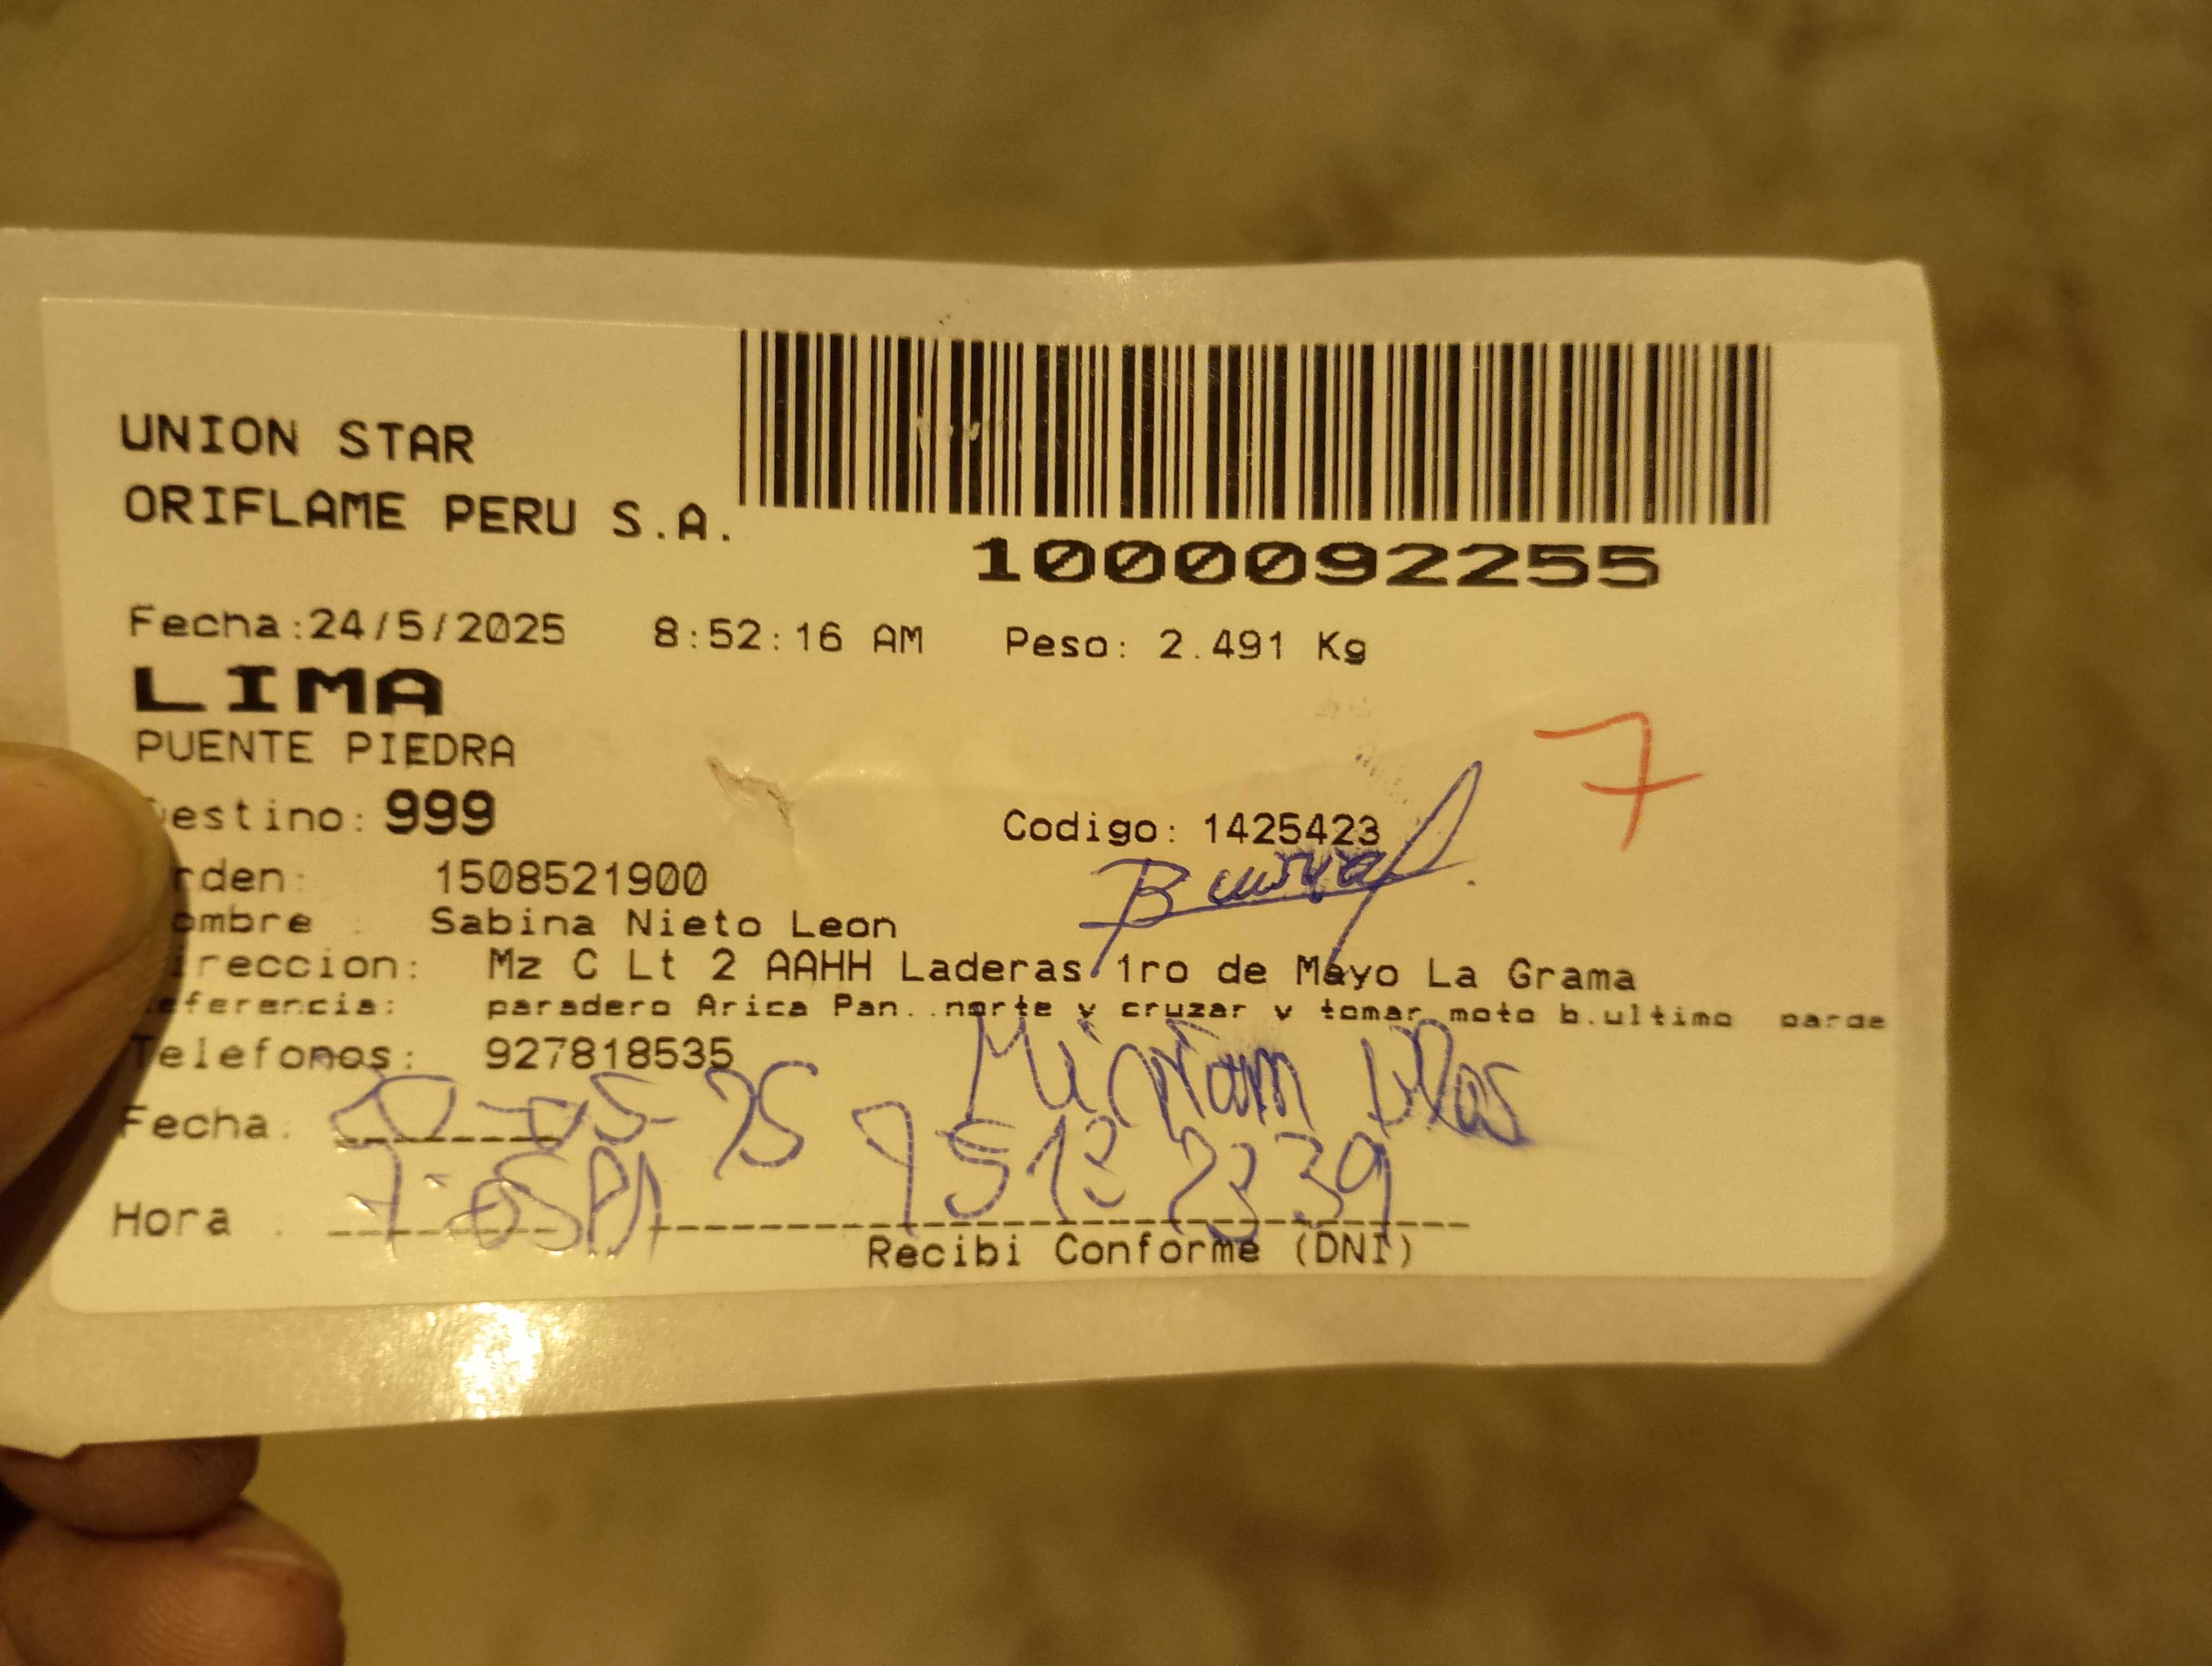 UNION STAR
ORIFLAME PERU S.A.
1000092255
Fecha:24/5/2025 8:52:16 AM Peso: 2.491 Kg
LIMA
PUENTE PIEDRA
7
estino: 999 Codigo: 1425423
rden: 1508521900
ombre : Sabina Nieto Leon
ireccion: Mz C Lt 2 AAHH Laderas 1ro de Mayo La Grama
eferencia: paradero Arica Pan. norte y cruzar y tomar moto b.ultimo parde
Telefonos: 927818535
Miriam
Fecha:
Hora :
Recibi Conforme (DNI)